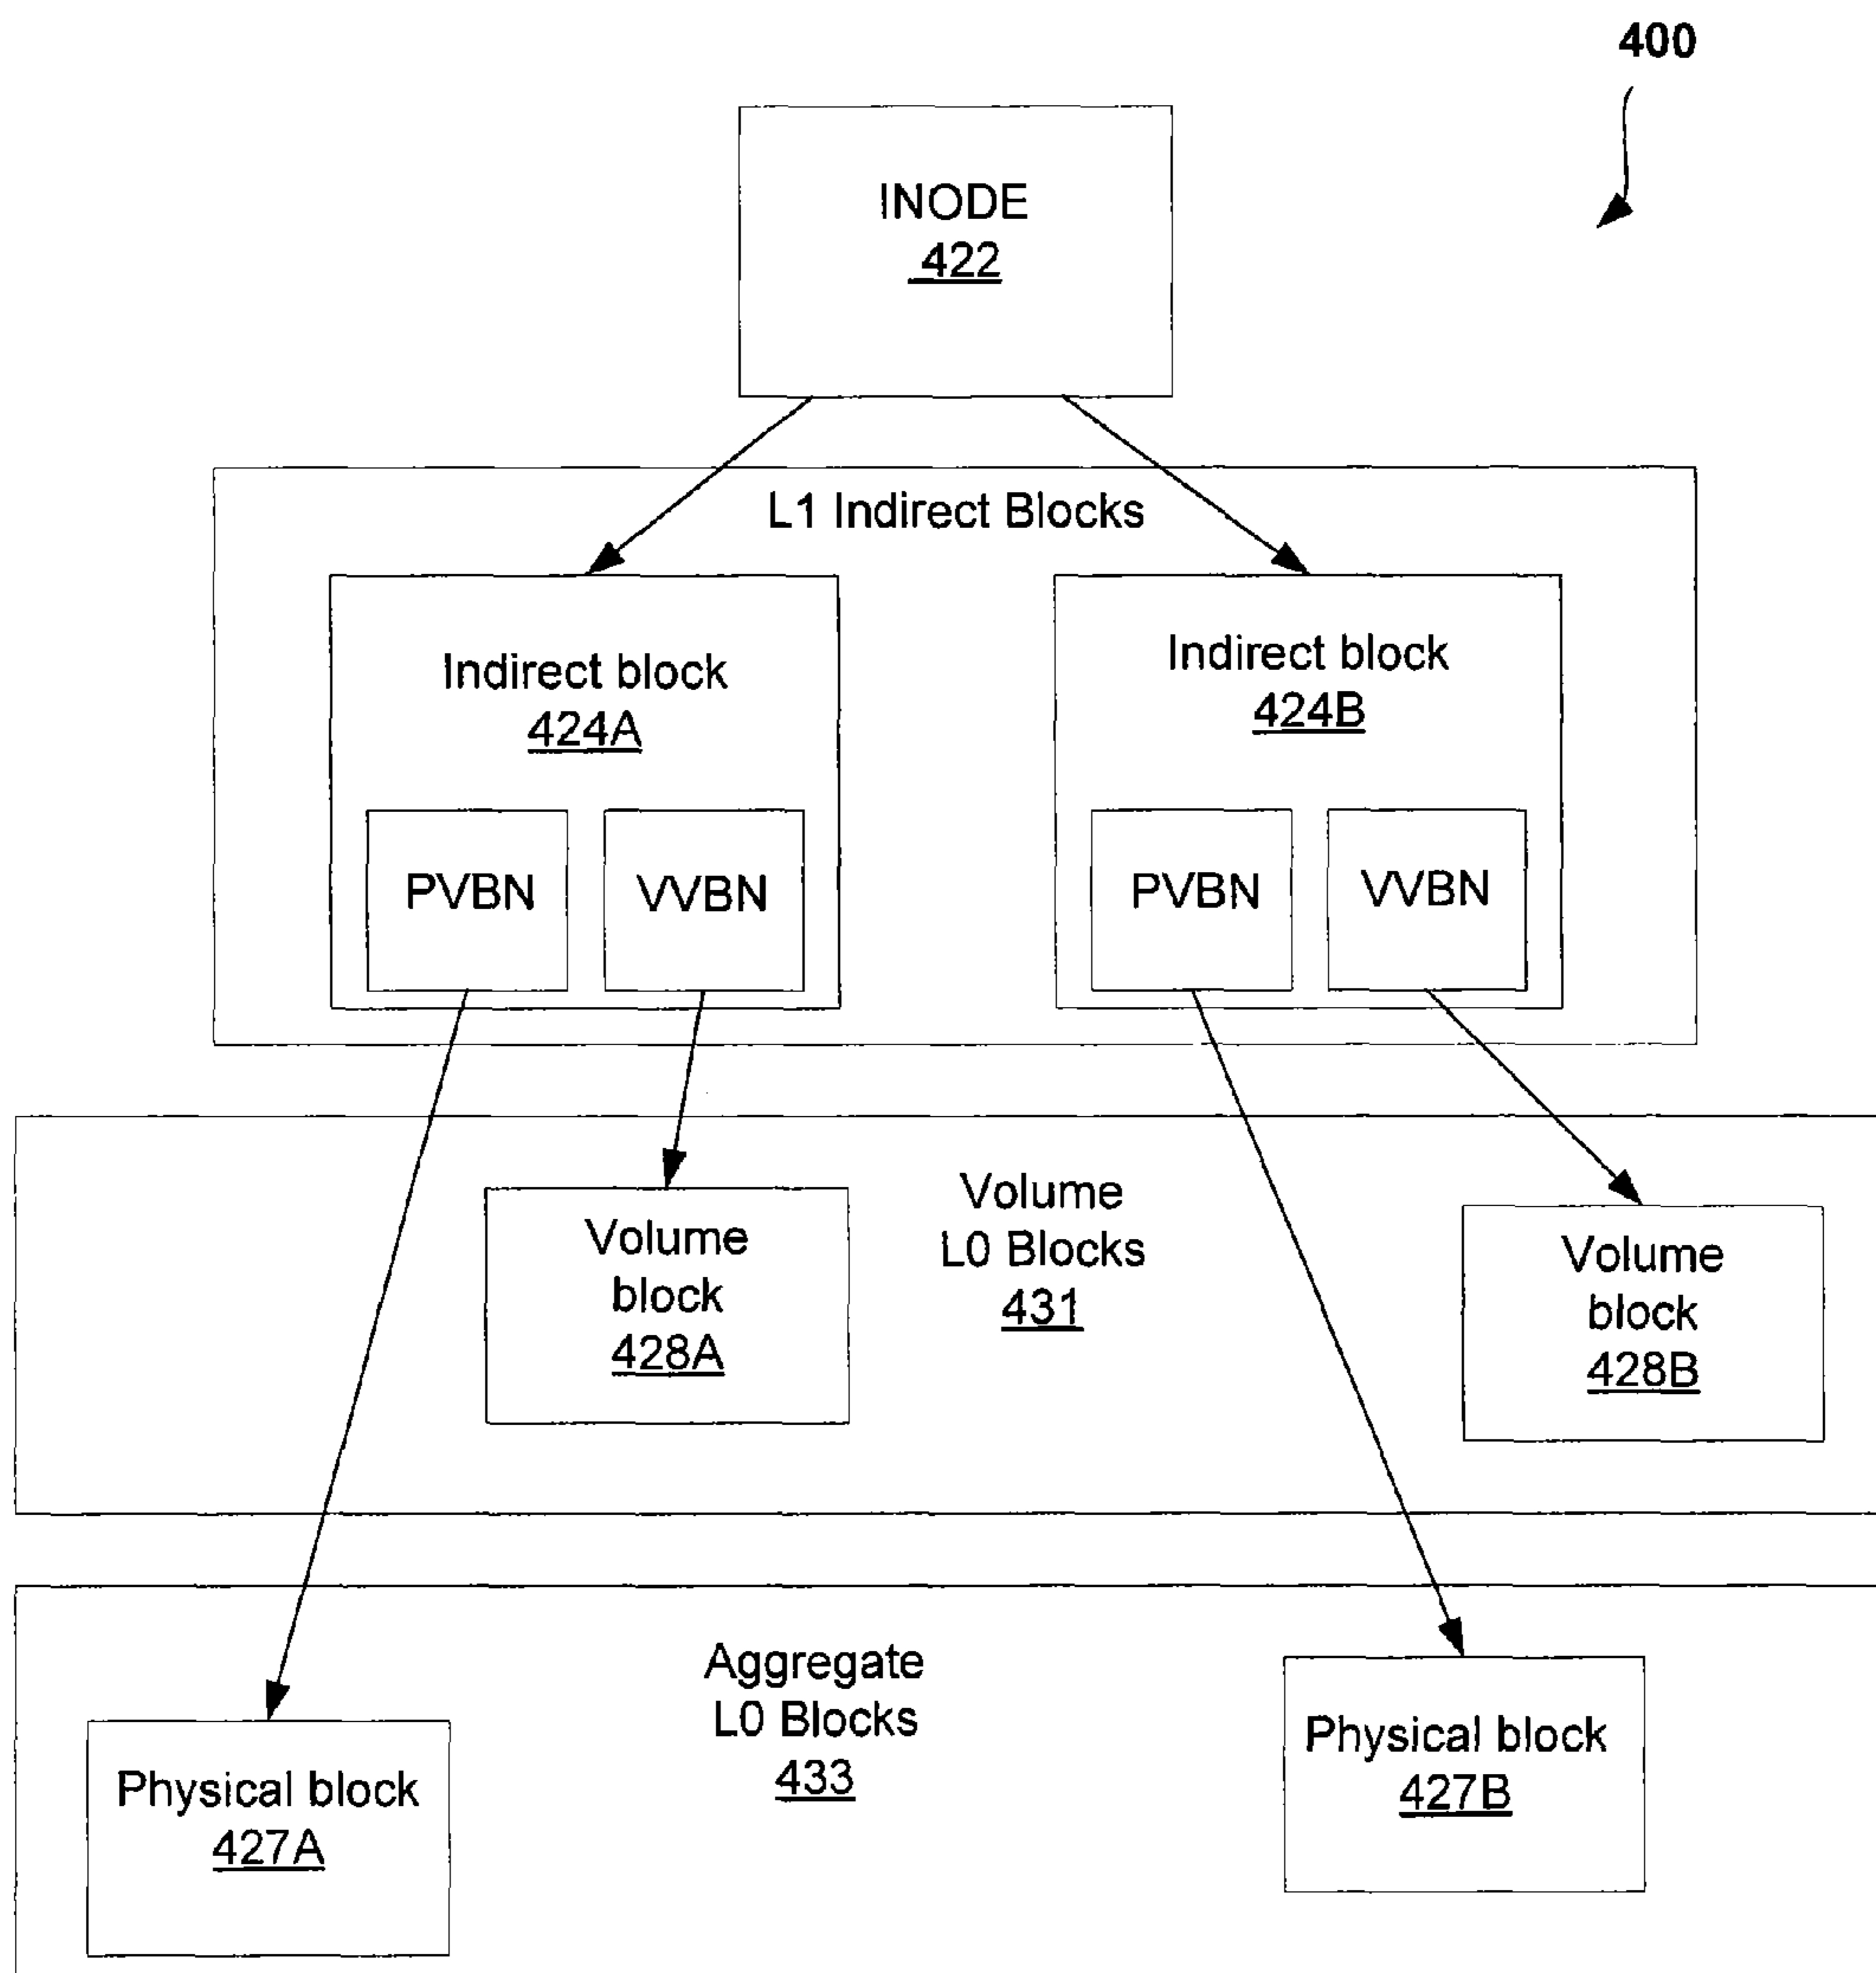 400
INODE
422
L1 Indirect Blocks
Indirect block
424A
Indirect block
424B
PVBN
VVBN
PVBN
VVBN
Volume
L0 Blocks
431
Volume
block
428A
Volume
block
428B
Aggregate
L0 Blocks
433
Physical block
427A
Physical block
427B